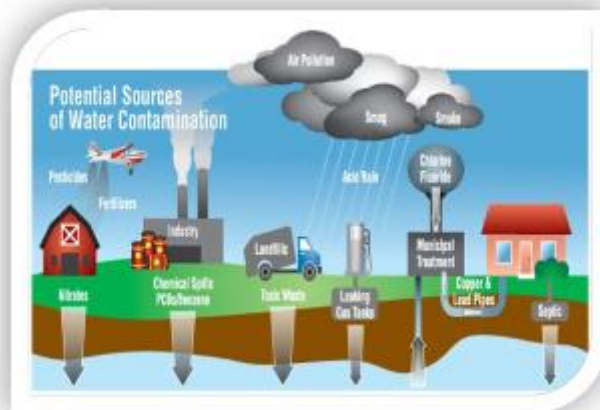 Air Pollution
Potential Sources
of Water Contamination
Smog
Smoke
Pesticides
Fertilizers
Acid Rain
Chlorine
Fluoride
Industry
Landfills
Municipal
Treatment
Nitrates
Chemical Spills
PCBs/Benzene
Toxic Waste
Leaking
Gas Tanks
Copper &
Lead Pipes
Septic